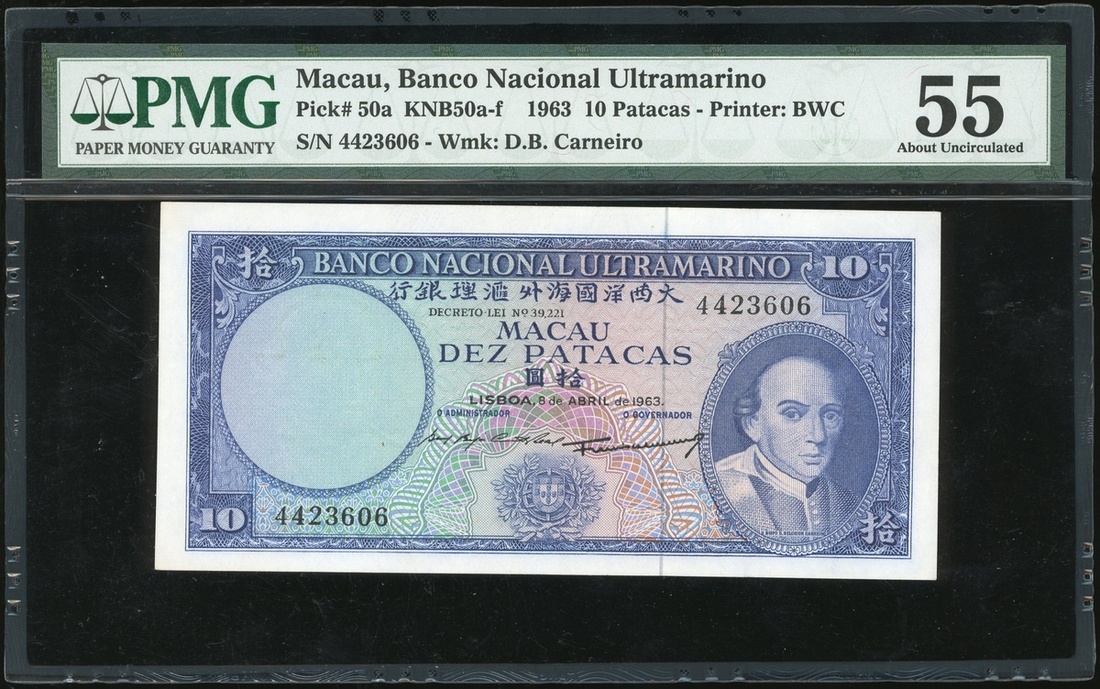 PMG
PAPER MONEY GUARANTY
Macau, Banco Nacional Ultramarino
Pick# 50a KNB50a-f 1963 10 Patacas - Printer: BWC
S/N 4423606 - Wmk: D.B. Carneiro
55
About Uncirculated
拾 BANCO NACIONAL ULTRAMARINO 10
行銀理滙外海國洋西大
4423606
DECRETO-LEI Nº 39,221
MACAU
DEZ PATACAS
圓拾
LISBOA, 8 de ABRIL de 1963.
O ADMINISTRADOR O GOVERNADOR
10 4423606
拾